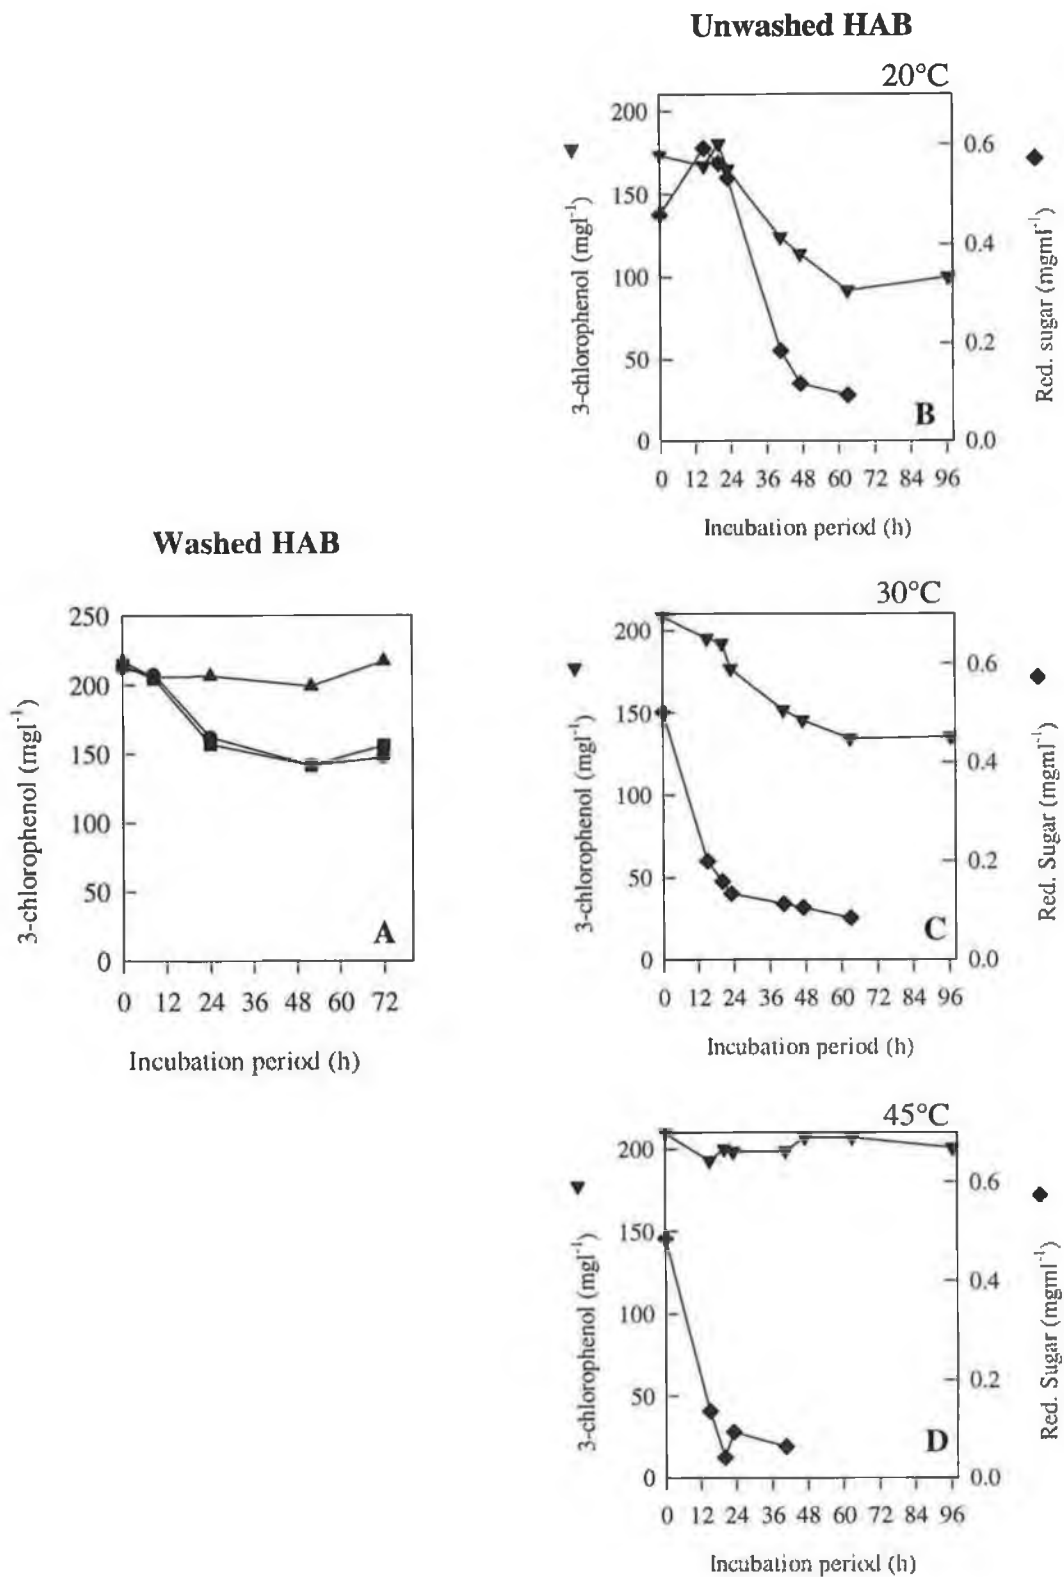 Unwashed HAB
20°C
200
150
100
50
0
3-chlorophenol (mgl⁻¹)
0.6
0.4
0.2
0.0
Red. sugar (mgml⁻¹)
B
0 12 24 36 48 60 72 84 96
Incubation period (h)
Washed HAB
250
200
150
100
50
0
3-chlorophenol (mgl⁻¹)
A
0 12 24 36 48 60 72
Incubation period (h)
30°C
200
150
100
50
0
3-chlorophenol (mgl⁻¹)
0.6
0.4
0.2
0.0
Red. Sugar (mgml⁻¹)
C
0 12 24 36 48 60 72 84 96
Incubation period (h)
45°C
200
150
100
50
0
3-chlorophenol (mgl⁻¹)
0.6
0.4
0.2
0.0
Red. Sugar (mgml⁻¹)
D
0 12 24 36 48 60 72 84 96
Incubation period (h)